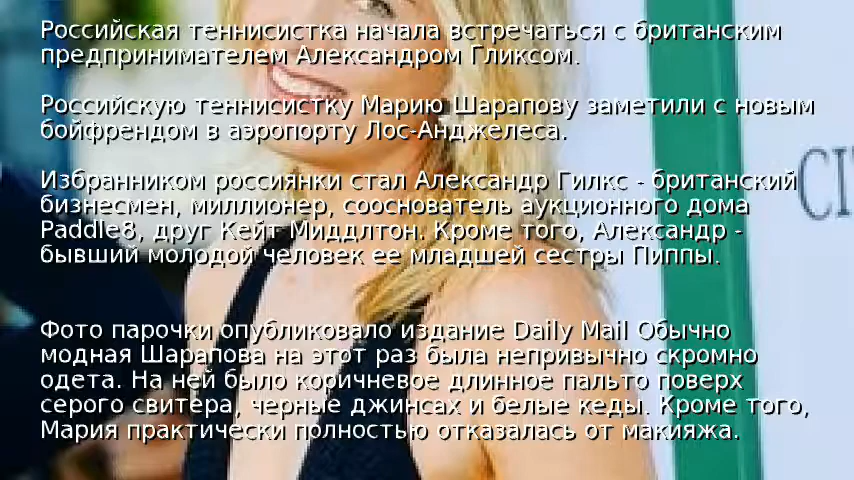 Российская теннисистка начала встречаться с британским
предпринимателем Александром Гликсом.
Российскую теннисистку Марию Шарапову заметили с новым
бойфрендом в аэропорту Лос-Анджелеса.
Избранником россиянки стал Александр Гилкс - британский
бизнесмен, миллионер, сооснователь аукционного дома
Paddle8, друг Кейт Миддлтон. Кроме того, Александр -
бывший молодой человек ее младшей сестры Пиппы.
Фото парочки опубликовало издание Daily Mail Обычно
модная Шарапова на этот раз была непривычно скромно
одета. На ней было коричневое длинное пальто поверх
серого свитера, черные джинсах и белые кеды. Кроме того,
Мария практически полностью отказалась от макияжа.